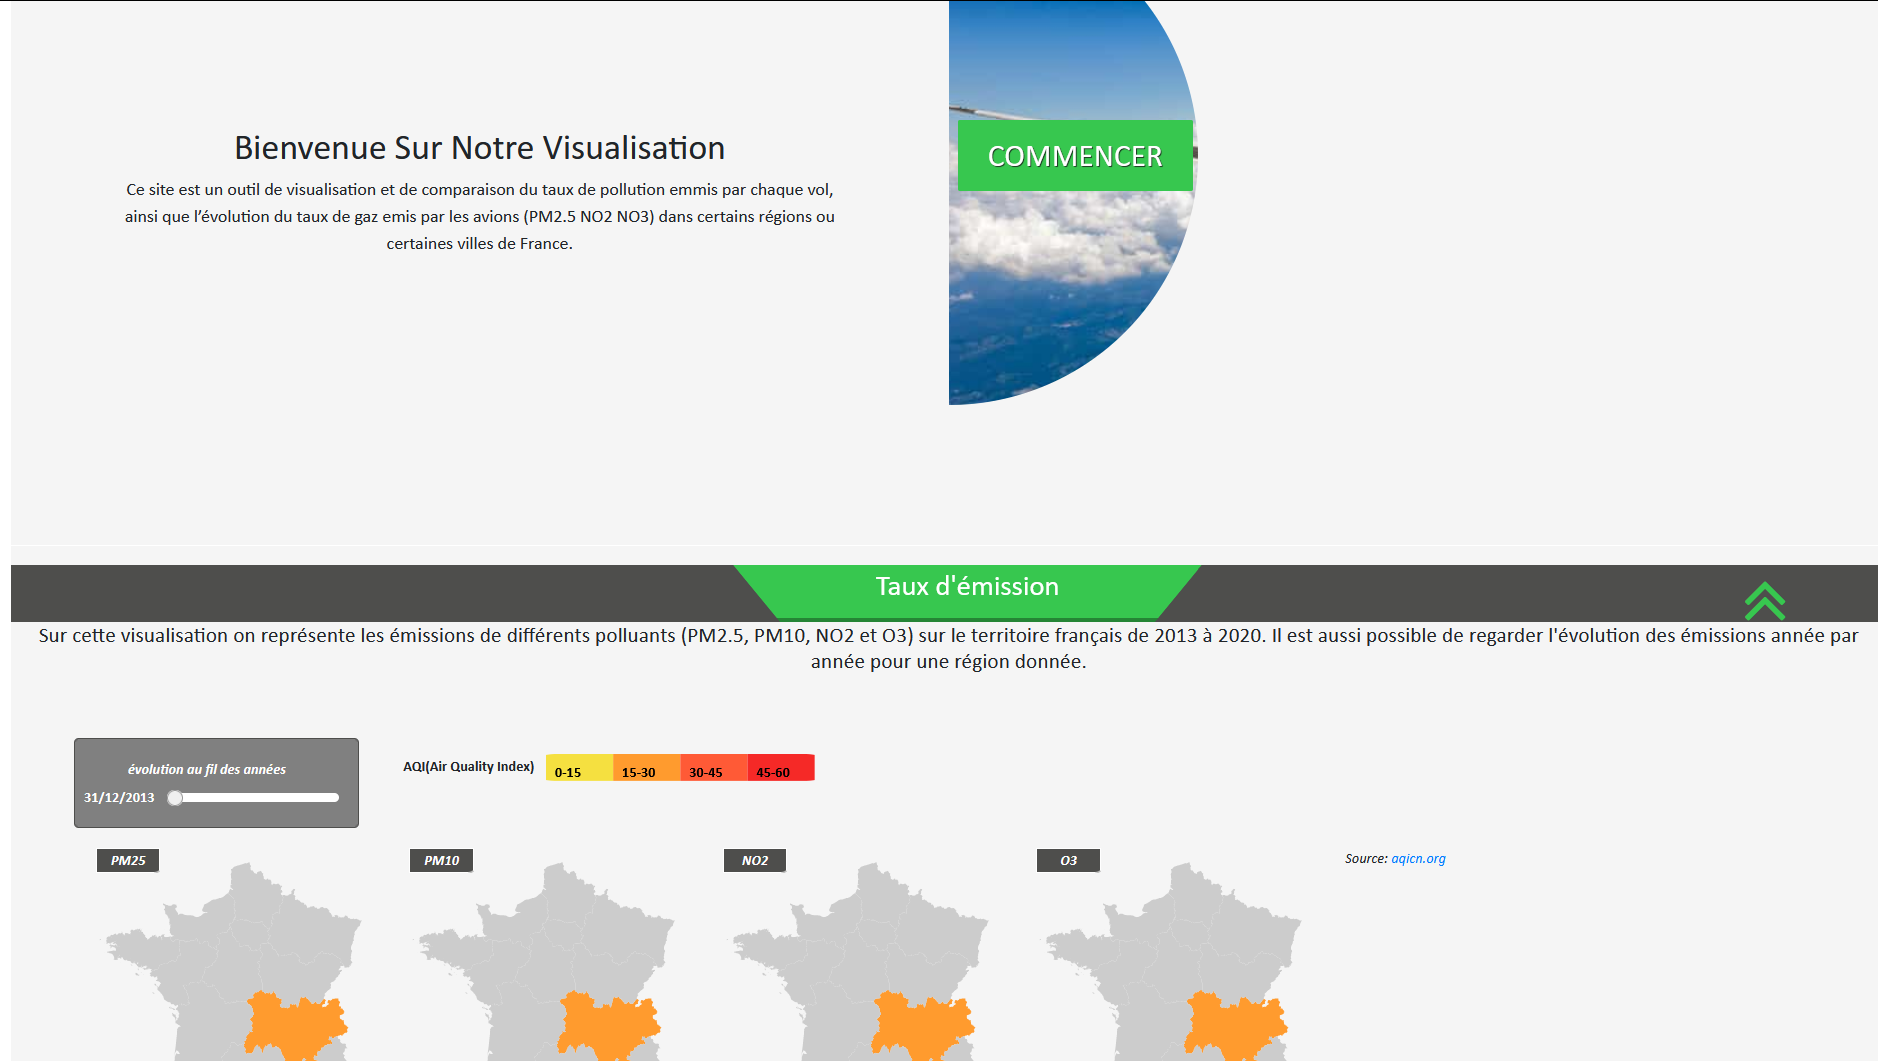 Bienvenue Sur Notre Visualisation
Ce site est un outil de visualisation et de comparaison du taux de pollution emmis par chaque vol,
ainsi que l’évolution du taux de gaz emis par les avions (PM2.5 NO2 NO3) dans certains régions ou
certaines villes de France.
COMMENCER
Taux d'émission
Sur cette visualisation on représente les émissions de différents polluants (PM2.5, PM10, NO2 et O3) sur le territoire français de 2013 à 2020. Il est aussi possible de regarder l'évolution des émissions année par
année pour une région donnée.
évolution au fil des années
31/12/2013
AQI(Air Quality Index)
0-15 15-30 30-45 45-60
PM25
PM10
NO2
O3
Source: aqicn.org